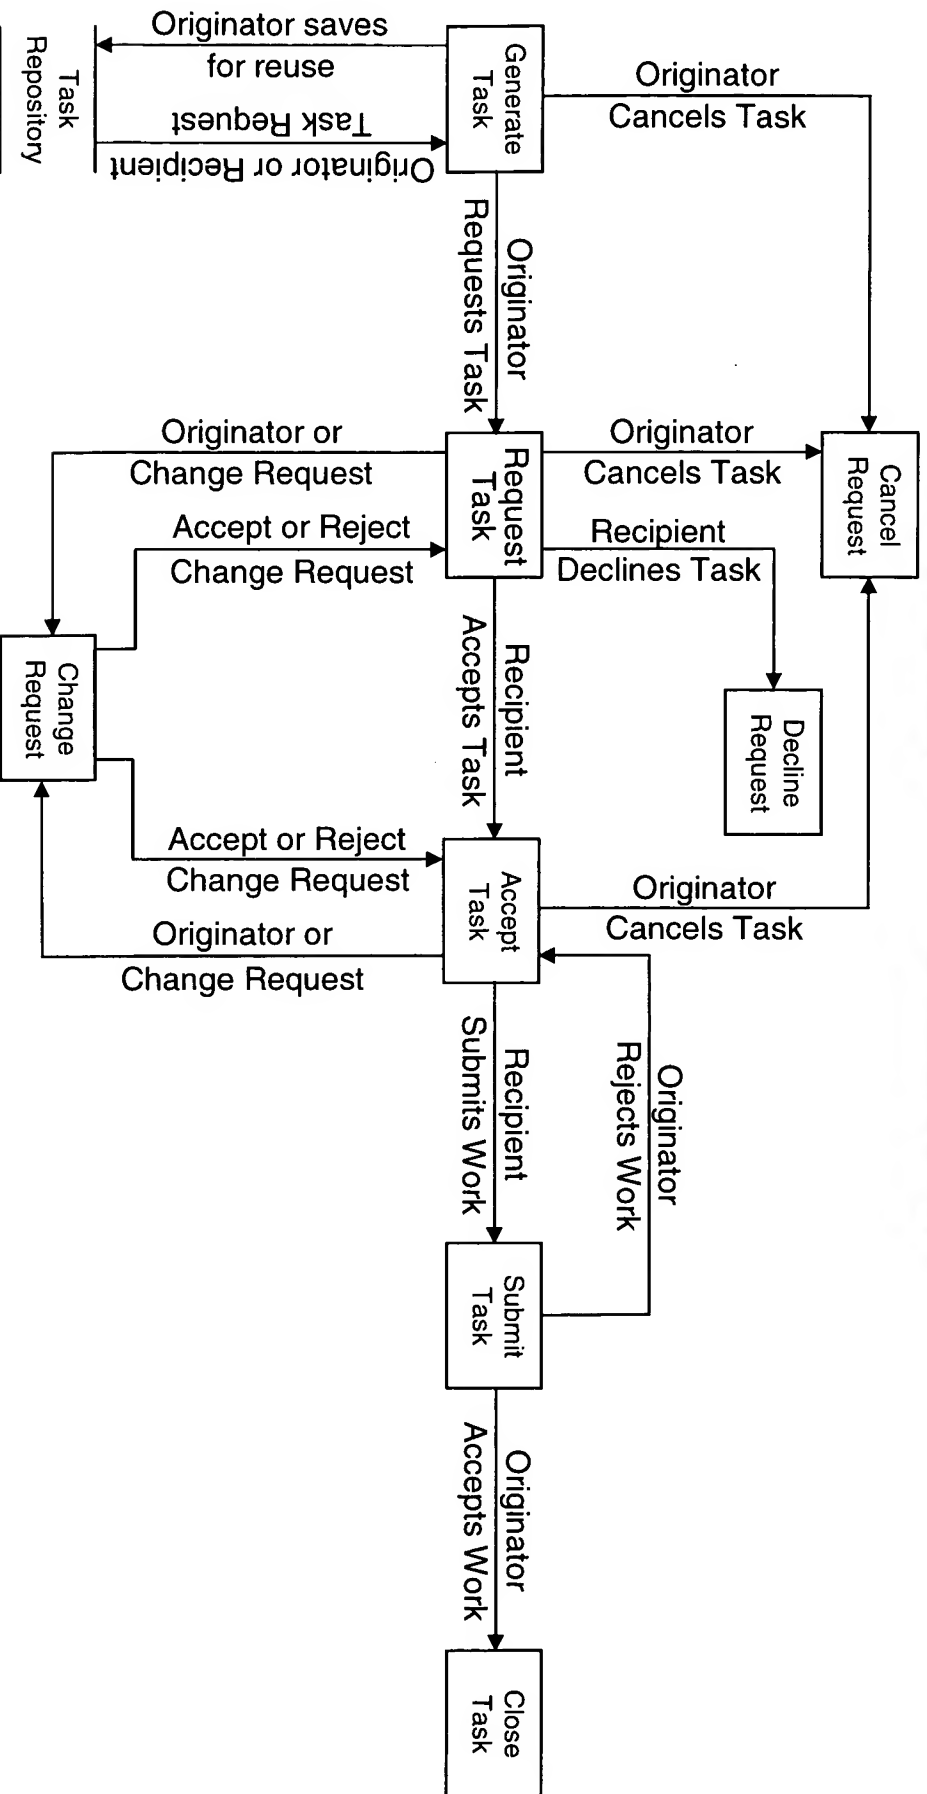 Originator saves
for reuse
Task
Repository
Originator or Recipient
Task Request
Generate
Task
Originator
Cancels Task
Originator
Requests Task
Cancel
Request
Originator or
Change Request
Request
Task
Originator
Cancels Task
Accept or Reject
Change Request
Recipient
Declines Task
Change
Request
Recipient
Accepts Task
Decline
Request
Accept or Reject
Change Request
Accept
Task
Originator
Cancels Task
Originator or
Change Request
Recipient
Submits Work
Originator
Rejects Work
Submit
Task
Originator
Accepts Work
Close
Task